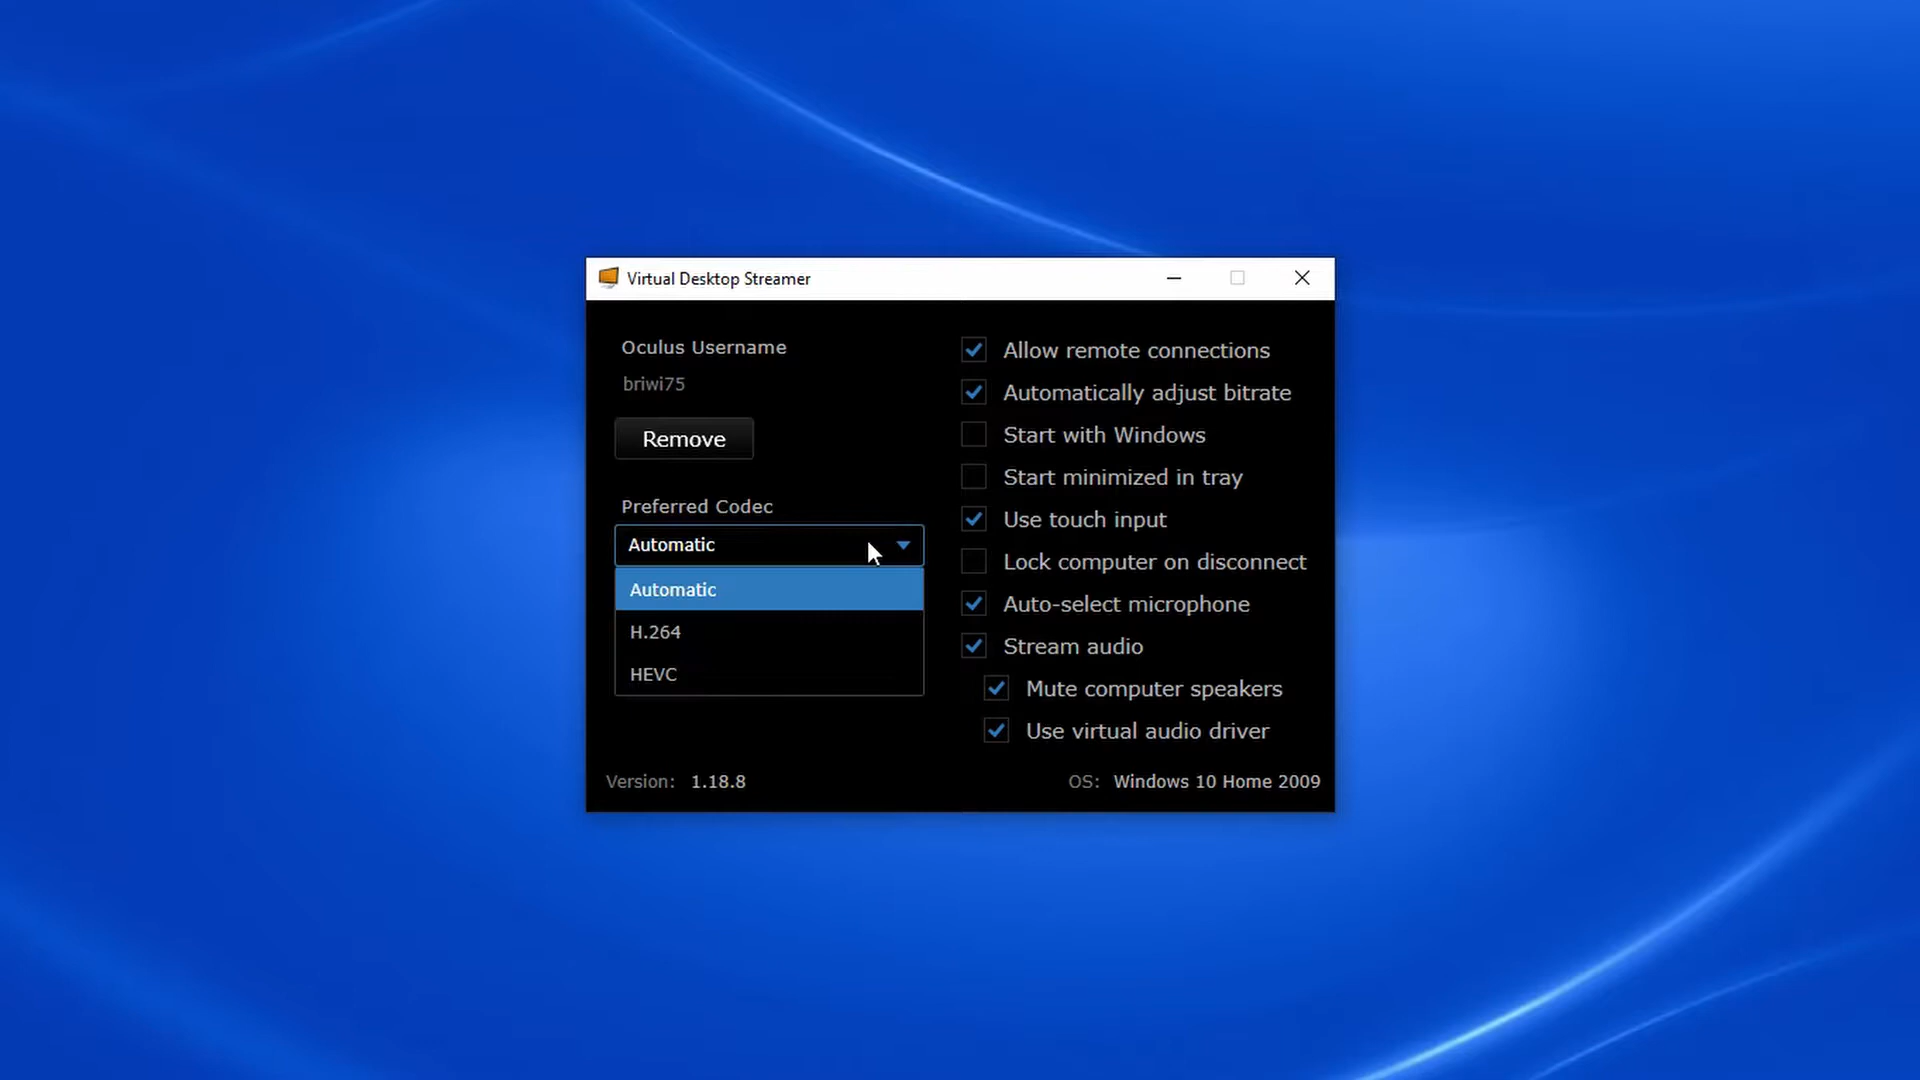 Virtual Desktop Streamer
Oculus Username
briwi75
Remove
Preferred Codec
Automatic
Automatic
H.264
HEVC
Allow remote connections
Automatically adjust bitrate
Start with Windows
Start minimized in tray
Use touch input
Lock computer on disconnect
Auto-select microphone
Stream audio
Mute computer speakers
Use virtual audio driver
Version: 1.18.8
OS: Windows 10 Home 2009